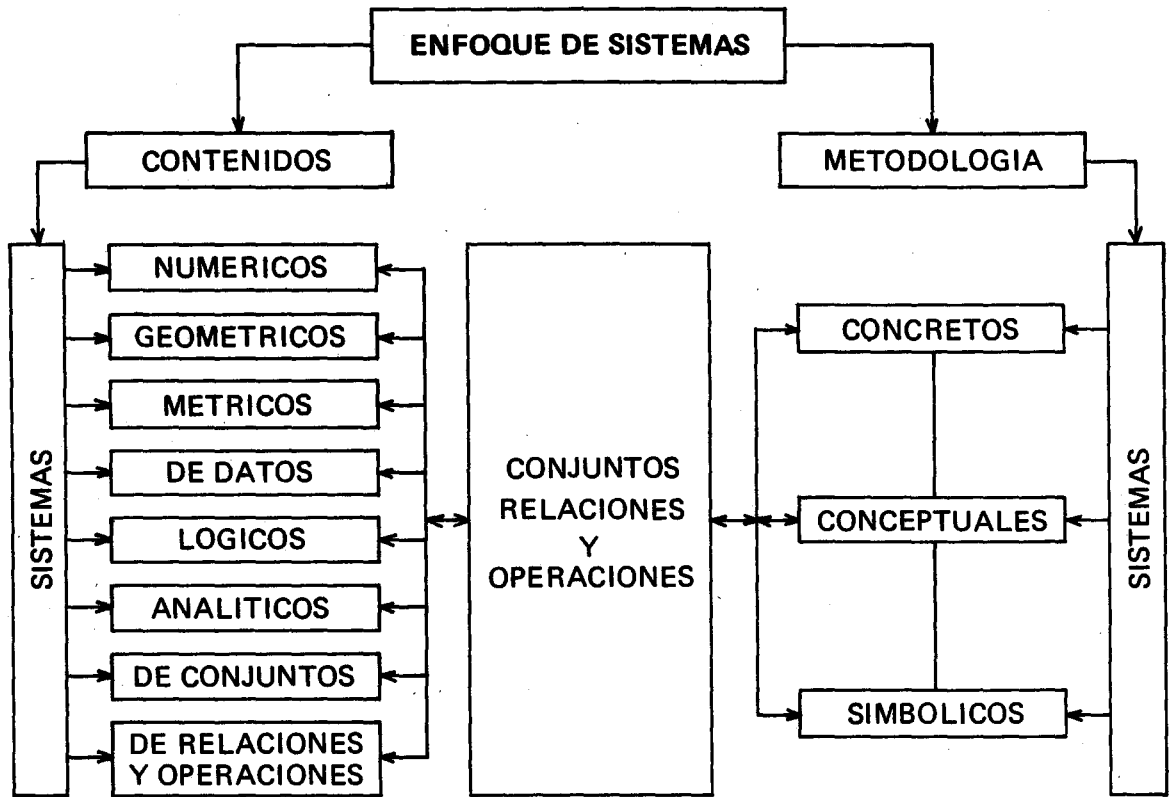 ENFOQUE DE SISTEMAS
CONTENIDOS
METODOLOGIA
SISTEMAS
NUMERICOS
GEOMETRICOS
METRICOS
DE DATOS
LOGICOS
ANALITICOS
DE CONJUNTOS
DE RELACIONES
Y OPERACIONES
CONJUNTOS
RELACIONES
Y
OPERACIONES
CONCRETOS
CONCEPTUALES
SIMBOLICOS
SISTEMAS